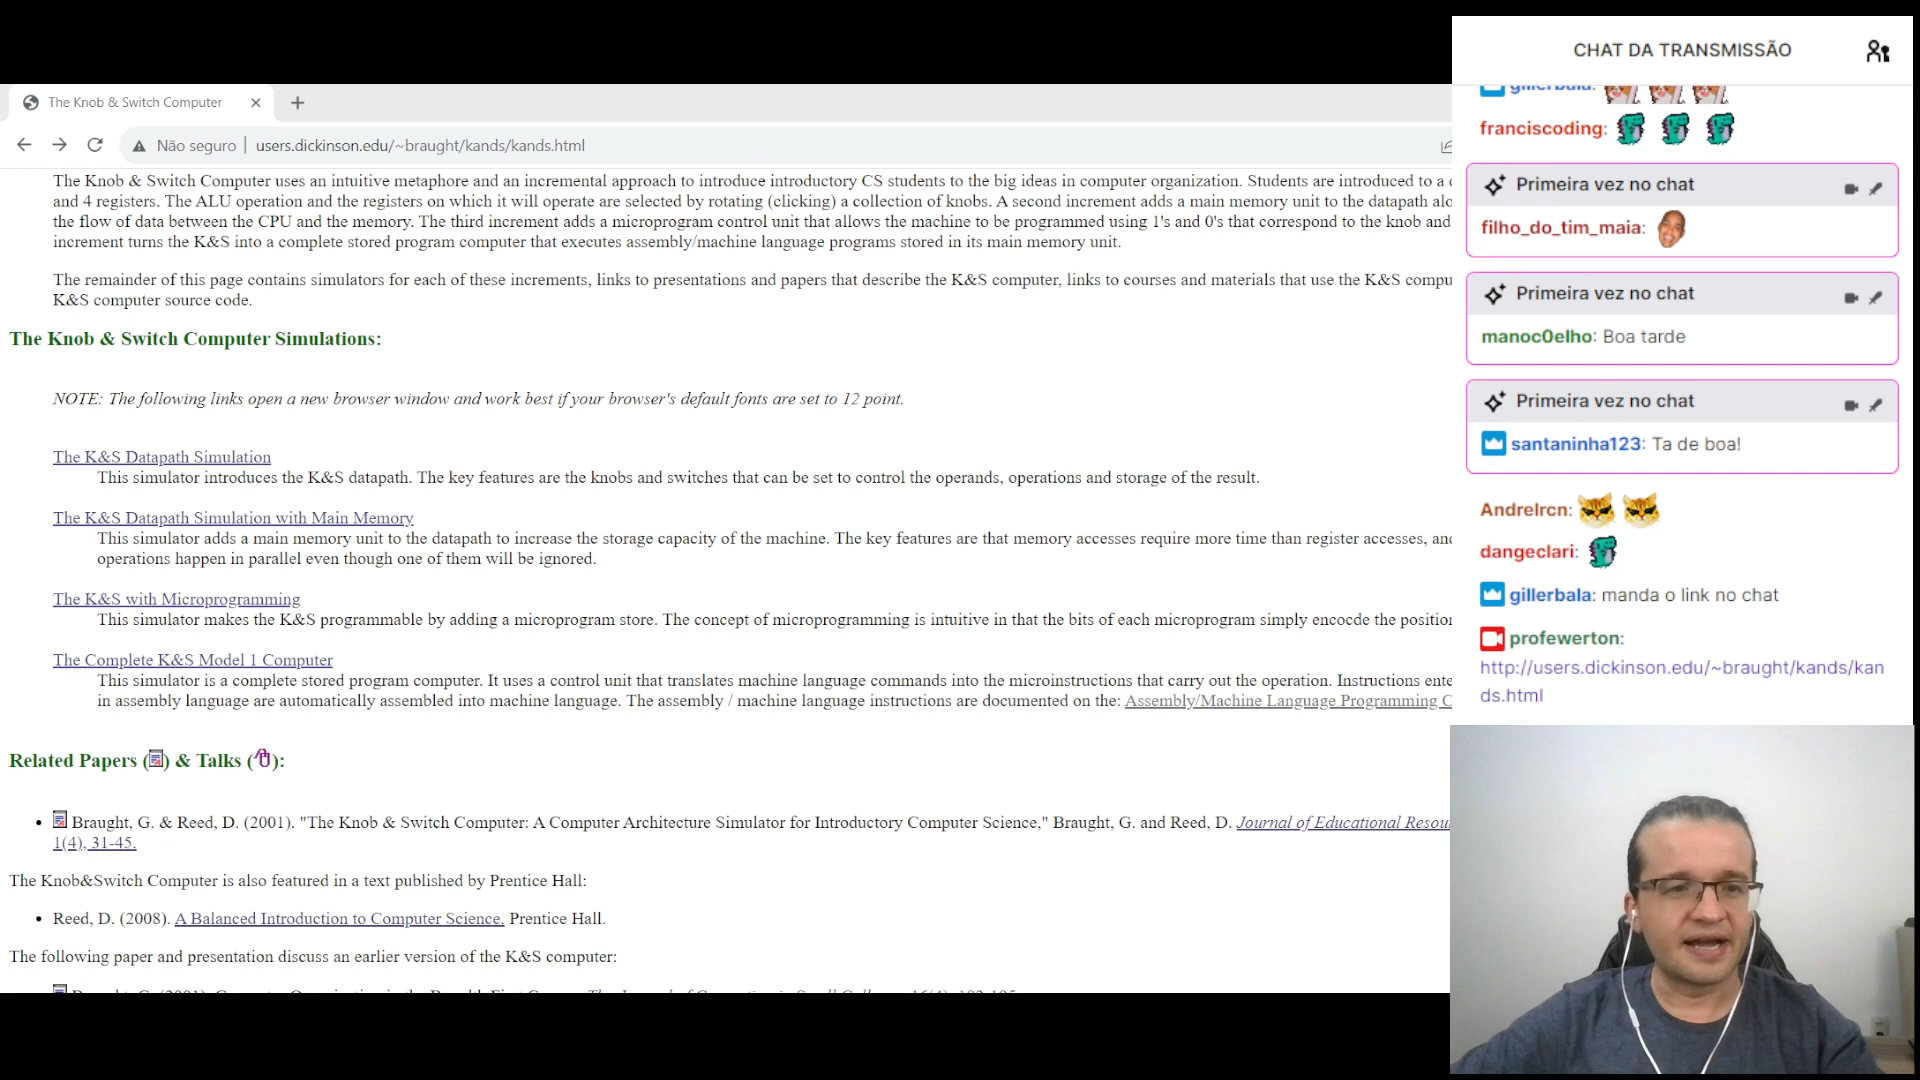 The Knob & Switch Computer
Não seguro
users.dickinson.edu/~braught/kands/kands.html
The Knob & Switch Computer uses an intuitive metaphore and an incremental approach to introduce introductory CS students to the big ideas in computer organization. Students are introduced to a
and 4 registers. The ALU operation and the registers on which it will operate are selected by rotating (clicking) a collection of knobs. A second increment adds a main memory unit to the datapath
the flow of data between the CPU and the memory. The third increment adds a microprogram control unit that allows the machine to be programmed using 1's and 0's that correspond to the knob and
increment turns the K&S into a complete stored program computer that executes assembly/machine language programs stored in its main memory unit.
The remainder of this page contains simulators for each of these increments, links to presentations and papers that describe the K&S computer, links to courses and materials that use the K&S
K&S computer source code.
The Knob & Switch Computer Simulations:
NOTE: The following links open a new browser window and work best if your browser's default fonts are set to 12 point.
The K&S Datapath Simulation
This simulator introduces the K&S datapath. The key features are the knobs and switches that can be set to control the operands, operations and storage of the result.
The K&S Datapath Simulation with Main Memory
This simulator adds a main memory unit to the datapath to increase the storage capacity of the machine. The key features are that memory accesses require more time than register accesses,
operations happen in parallel even though one of them will be ignored.
The K&S with Microprogramming
This simulator makes the K&S programmable by adding a microprogram store. The concept of microprogramming is intuitive in that the bits of each microprogram simply encocde the
The Complete K&S Model 1 Computer
This simulator is a complete stored program computer. It uses a control unit that translates machine language commands into the microinstructions that carry out the operation. Instructions
in assembly language are automatically assembled into machine language. The assembly / machine language instructions are documented on the: Assembly/Machine Language Programming
Related Papers () & Talks ():
• Braught, G. & Reed, D. (2001). "The Knob & Switch Computer: A Computer Architecture Simulator for Introductory Computer Science," Braught, G. and Reed, D. Journal of Educational
1(4), 31-45.
The Knob&Switch Computer is also featured in a text published by Prentice Hall:
• Reed, D. (2008). A Balanced Introduction to Computer Science. Prentice Hall.
The following paper and presentation discuss an earlier version of the K&S computer:
CHAT DA TRANSMISSÃO
gillerbala:
franciscoding:
Primeira vez no chat
filho_do_tim_maia:
Primeira vez no chat
manoc0elho: Boa tarde
Primeira vez no chat
santaninha123: Ta de boa!
Andrelrcn:
dangeclari:
gillerbala: manda o link no chat
profewerton:
http://users.dickinson.edu/~braught/kands/kan
ds.html